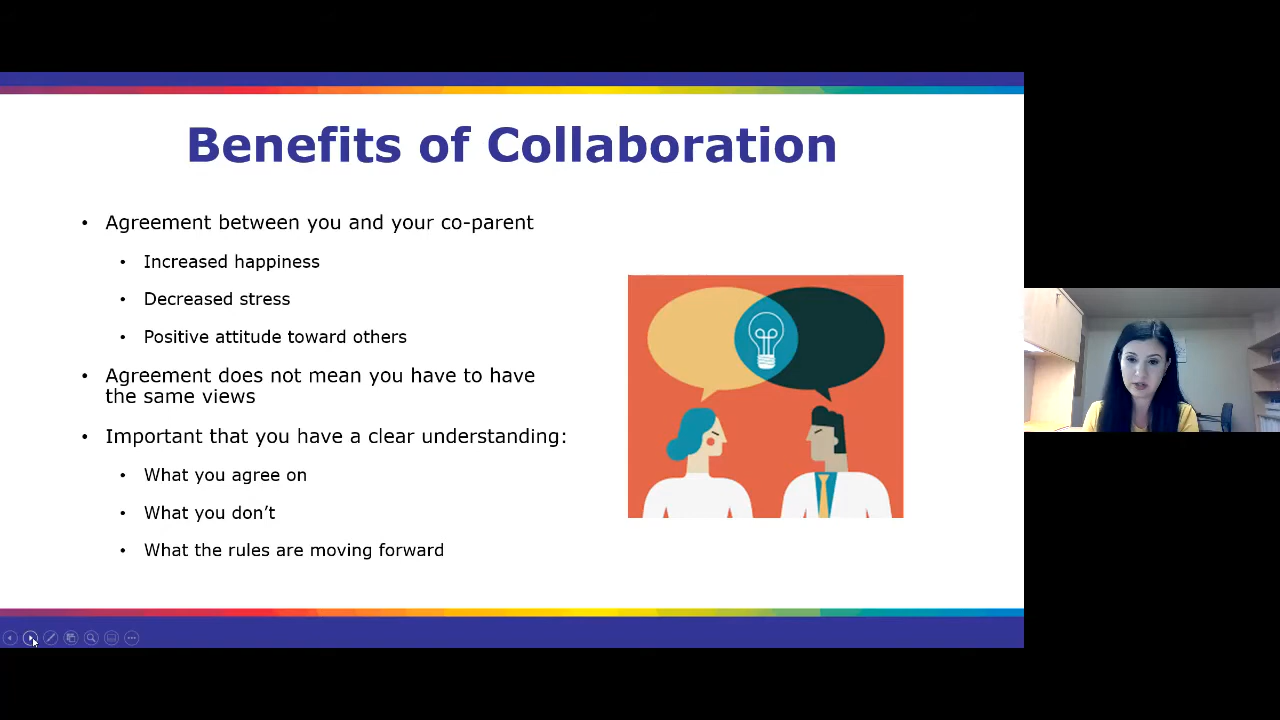 Benefits of Collaboration
• Agreement between you and your co-parent
• Increased happiness
• Decreased stress
• Positive attitude toward others
• Agreement does not mean you have to have
the same views
• Important that you have a clear understanding:
• What you agree on
• What you don’t
• What the rules are moving forward